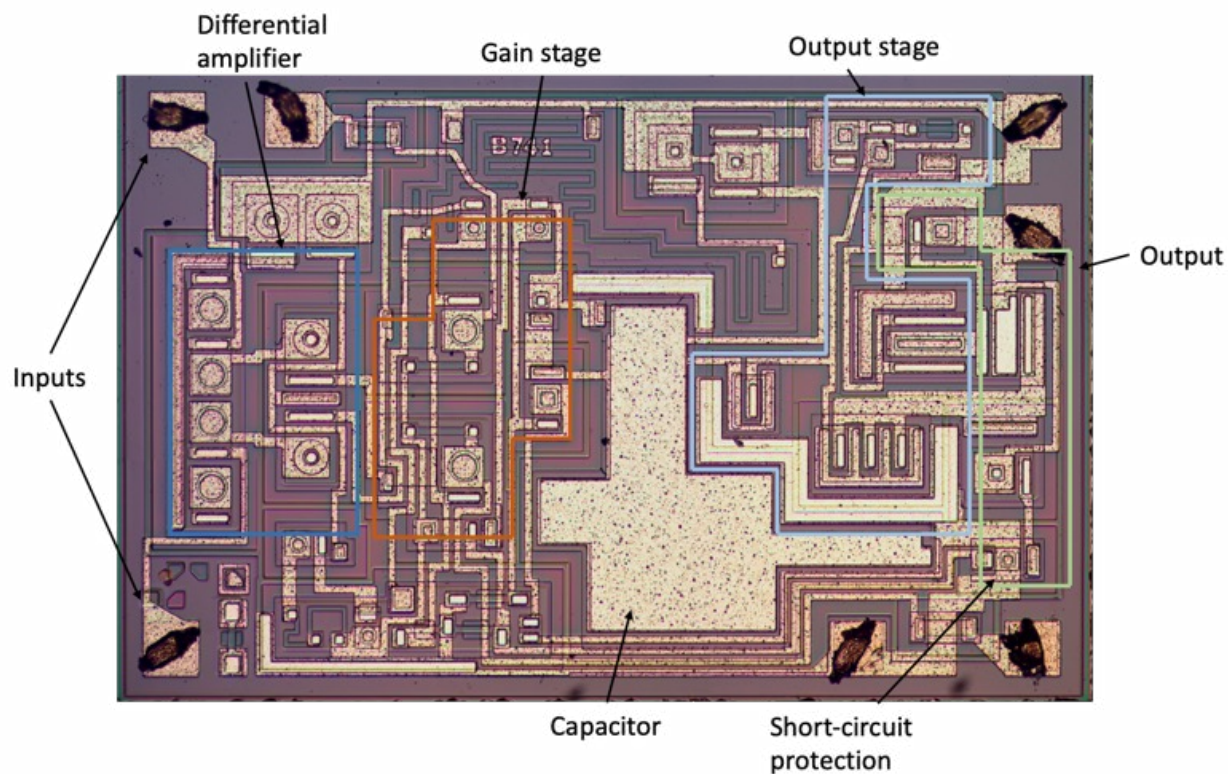 Differential
amplifier
Gain stage
Output stage
B741
Output
Inputs
Capacitor
Short-circuit
protection